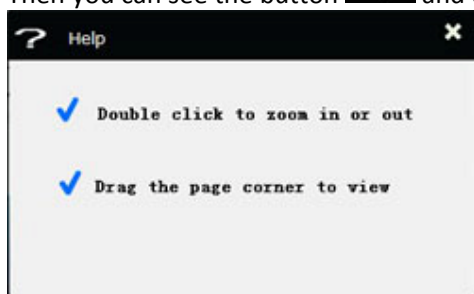 Then you can see the button and
Help
Double click to zoom in or out
Drag the page corner to view